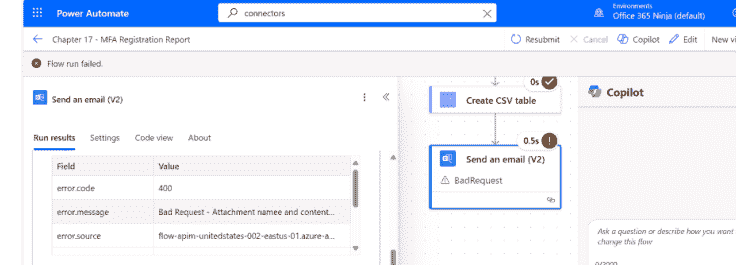 Power Automate
connectors
Environments
Office 365 Ninja (default)
Chapter 17 - MFA Registration Report
Resubmit
Cancel
Copilot
Edit
New vi
Flow run failed.
Send an email (V2)
0s
Create CSV table
Copilot
Run results
Settings
Code view
About
0.5s
Send an email (V2)
BadRequest
Field
Value
error.code
400
error.message
Bad Request - Attachment namee and content...
error.source
flow-apim-unitedstates-002-eastus-01.azure-a...
Ask a question or describe how you want
change this flow